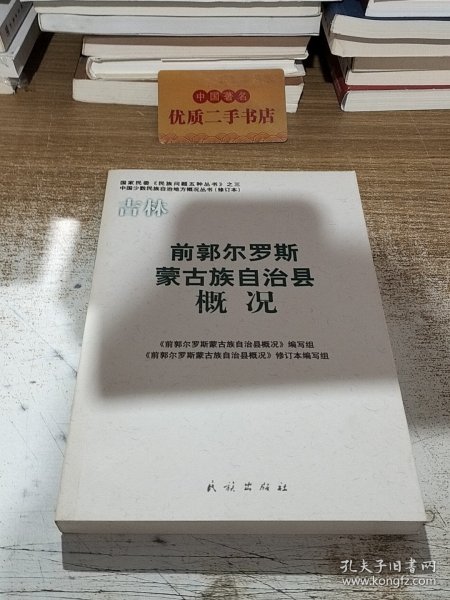 中国著名
优质二手书店
国家民委《民族问题五种丛书》之三
中国少数民族自治地方概况丛书（修订本）
吉林
前郭尔罗斯
蒙古族自治县
概况
《前郭尔罗斯蒙古族自治县概况》编写组
《前郭尔罗斯蒙古族自治县概况》修订本编写组
民族出版社
孔夫子旧书网
www.kongfz.com